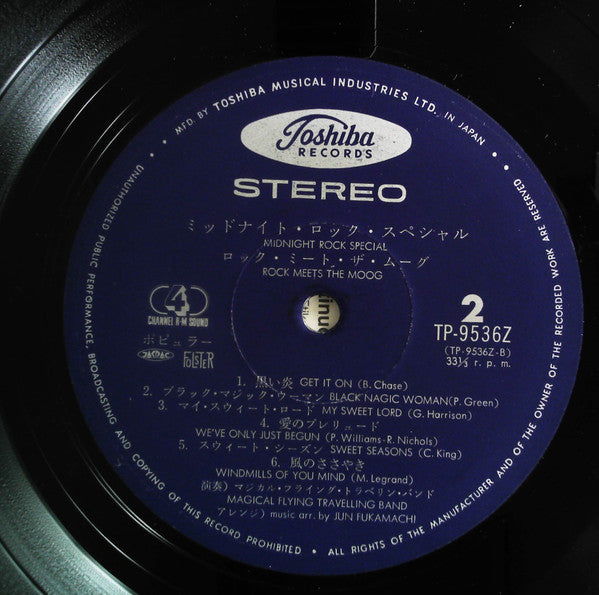 MFD. BY TOSHIBA MUSICAL INDUSTRIES LTD. IN JAPAN
Toshiba
RECORDS
STEREO
ミッドナイト・ロック・スペシャル
MIDNIGHT ROCK SPECIAL
ロック・ミート・ザ・ムーグ
ROCK MEETS THE MOOG
4
CHANNEL R-M SOUND
ポピュラー
JASRAC
FOLSTER
2
TP-9536Z
(TP-9536Z-B)
33⅓ r. p. m.
1. 黒い炎 GET IT ON (B. Chase)
2. ブラック・マジック・ウーマン BLACK NAGIC WOMAN(P. Green)
3. マイ・スウィート・ロード MY SWEET LORD (G. Harrison)
4. 愛のプレリュード
WE'VE ONLY JUST BEGUN (P. Williams-R. Nichols)
5. スウィート・シーズン SWEET SEASONS (C. King)
6. 風のささやき
WINDMILLS OF YOU MIND (M. Legrand)
演奏) マジカル・フライング・トラベリン・バンド
MAGICAL FLYING TRAVELLING BAND
アレンジ) music arr. by JUN FUKAMACHI
ALL RIGHTS OF THE MANUFACTURER AND OF THE OWNER OF THE RECORDED WORK ARE RESERVED.
UNAUTHORIZED PUBLIC PERFORMANCE, BROADCASTING AND COPYING OF THIS RECORD PROHIBITED